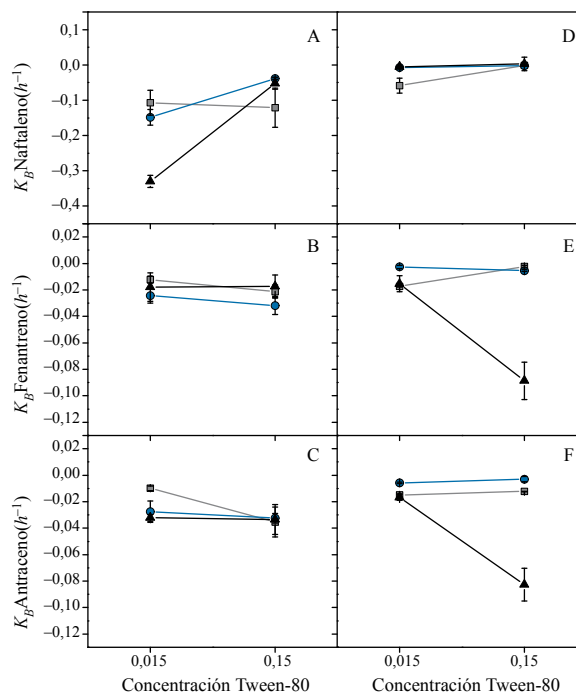 0,1
0,0
–0,1
–0,2
–0,3
–0,4
K_B Naftaleno(h⁻¹)
A
D
0,02
0,00
–0,02
–0,04
–0,06
–0,08
–0,10
–0,12
K_B Fenantreno(h⁻¹)
B
E
0,02
0,00
–0,02
–0,04
–0,06
–0,08
–0,10
–0,12
K_B Antraceno(h⁻¹)
C
F
0,015 0,15 0,015 0,15
Concentración Tween-80 Concentración Tween-80